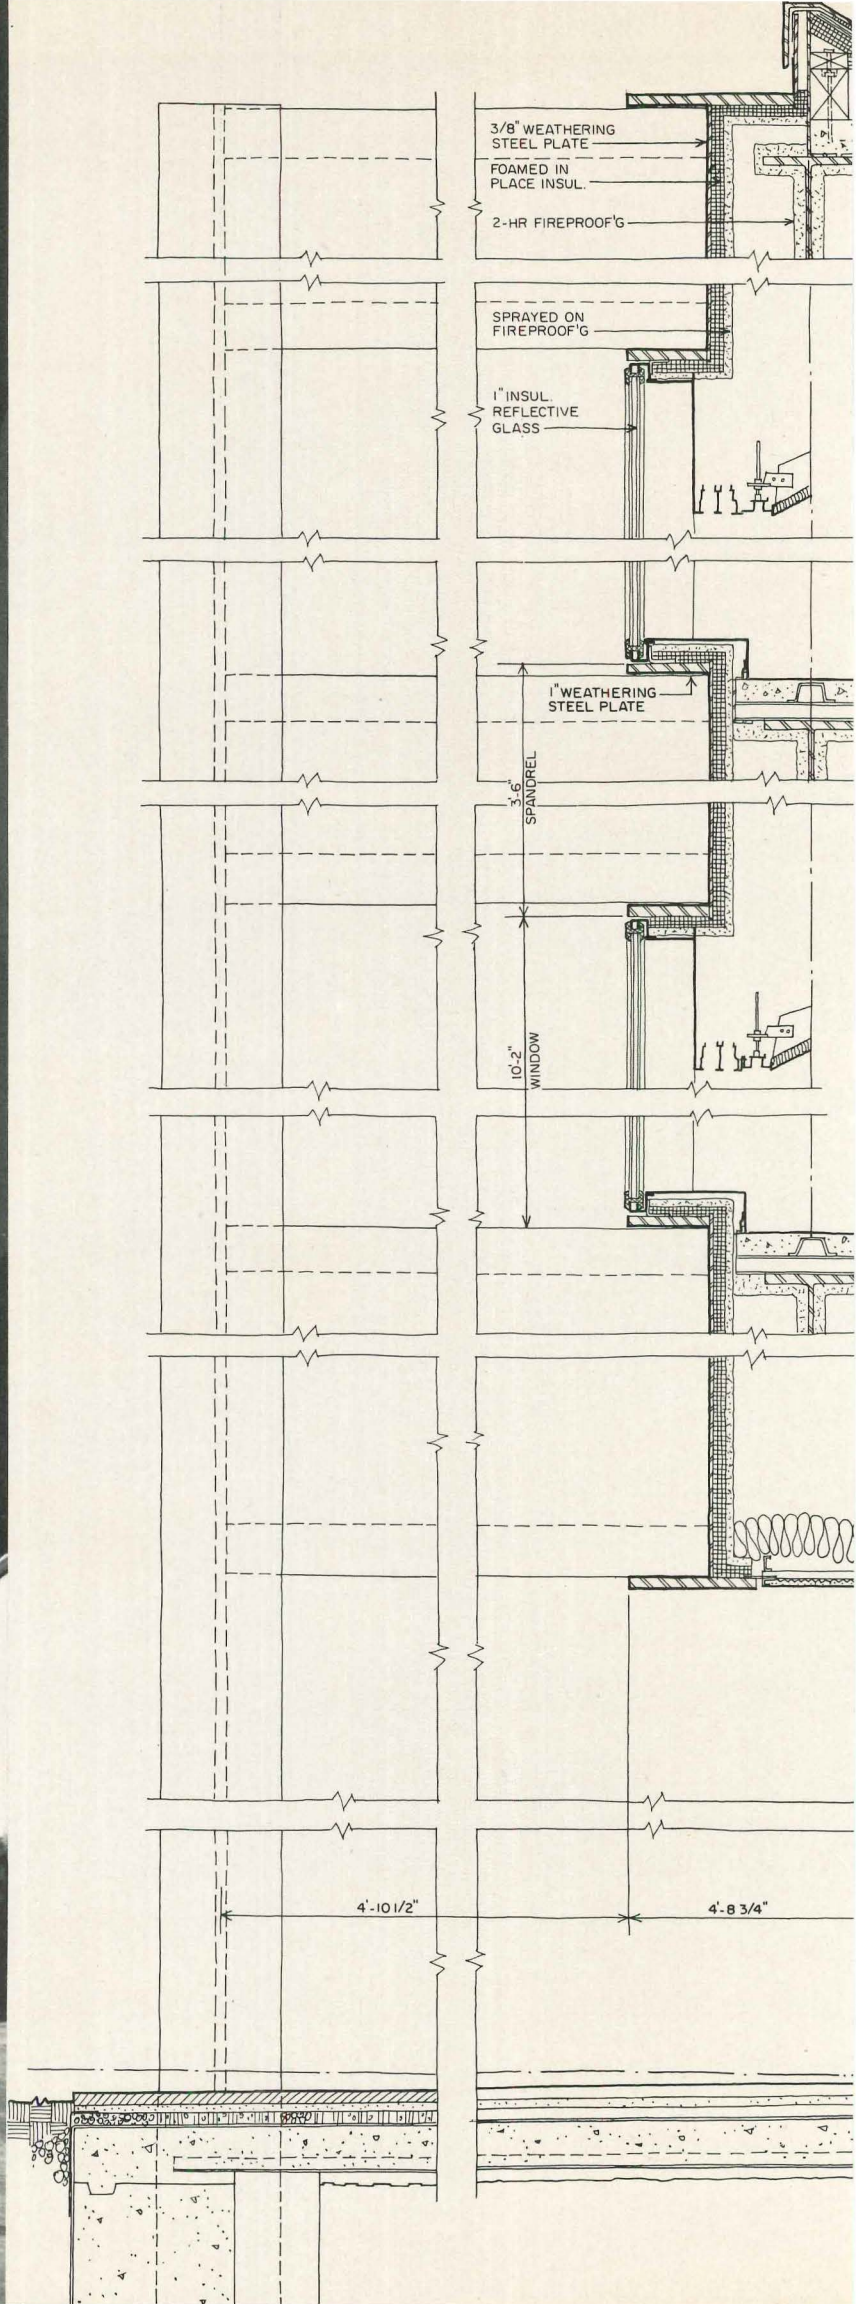 3/8" WEATHERING
STEEL PLATE
FOAMED IN
PLACE INSUL.
2-HR FIREPROOF'G
SPRAYED ON
FIREPROOF'G
1" INSUL.
REFLECTIVE
GLASS
1" WEATHERING
STEEL PLATE
3'-6"
SPANDREL
10'-2"
WINDOW
4'-10 1/2"
4'-8 3/4"